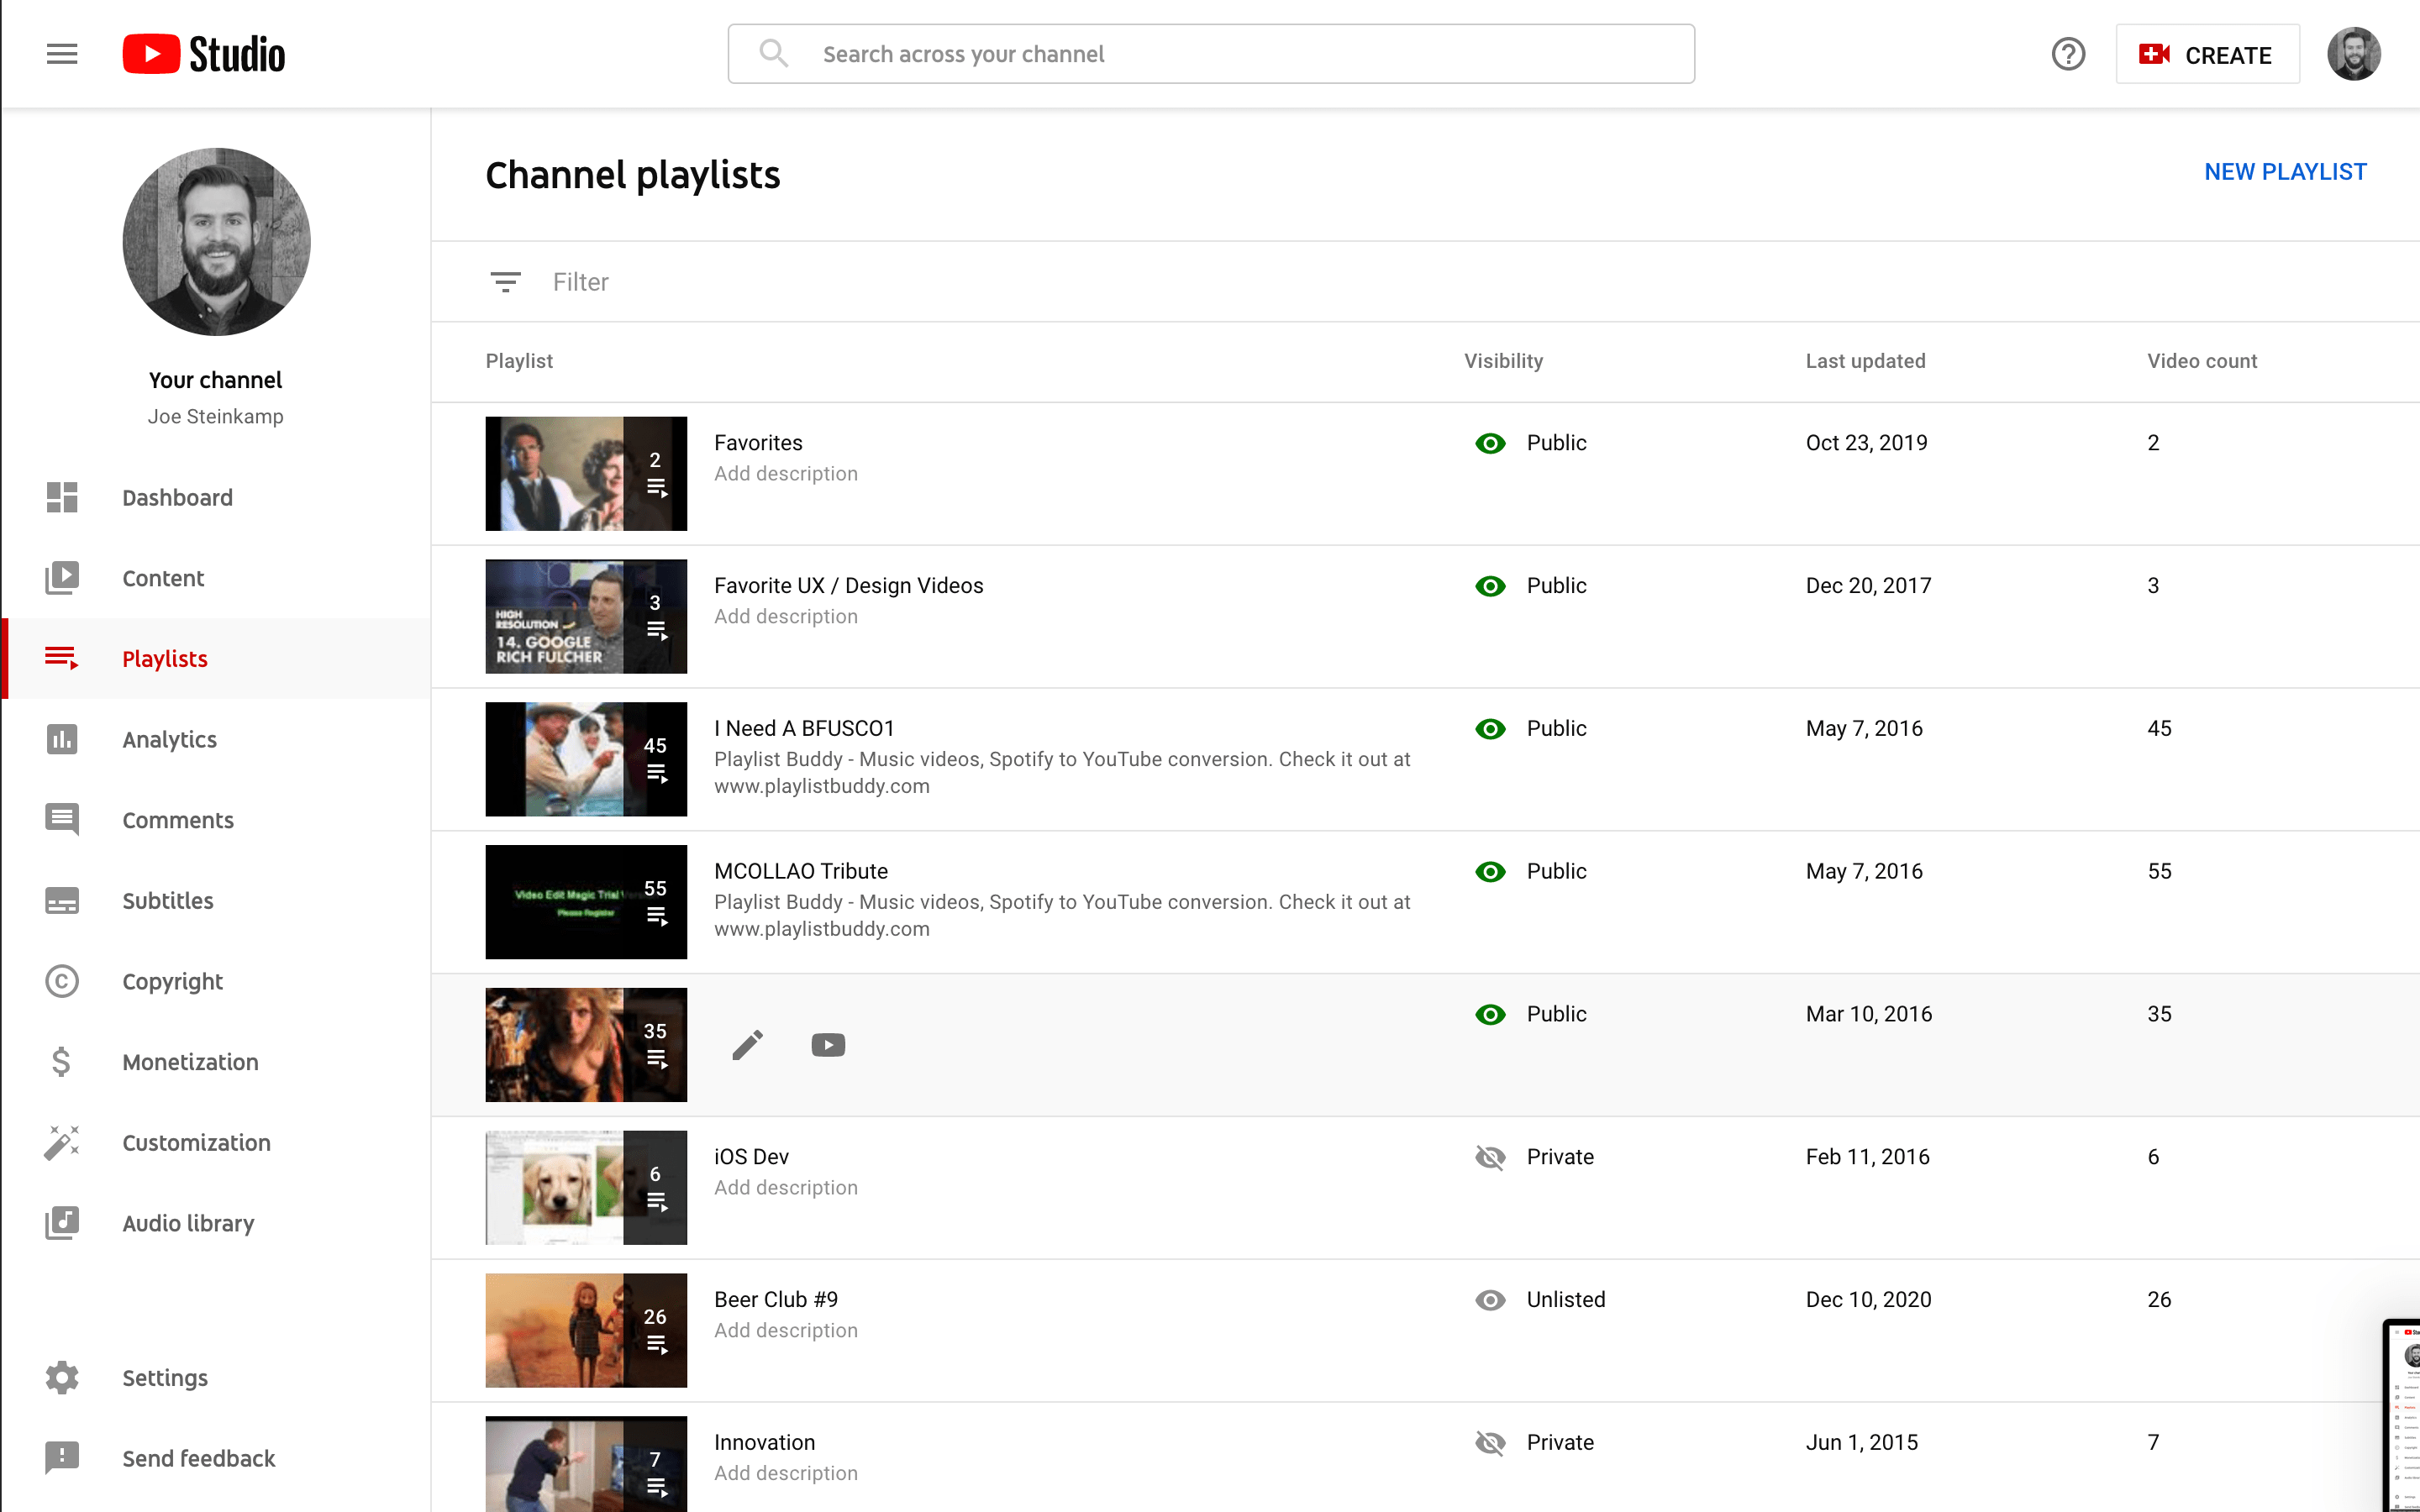 Studio
Search across your channel
CREATE
Your channel
Joe Steinkamp
Dashboard
Content
Playlists
Analytics
Comments
Subtitles
Copyright
Monetization
Customization
Audio library
Settings
Send feedback
Channel playlists
NEW PLAYLIST
Filter
Playlist Visibility Last updated Video count
2
Favorites Public Oct 23, 2019 2
Add description
HIGH
RESOLUTION
14. GOOGLE
RICH FULCHER
3
Favorite UX / Design Videos Public Dec 20, 2017 3
Add description
45
I Need A BFUSCO1 Public May 7, 2016 45
Playlist Buddy - Music videos, Spotify to YouTube conversion. Check it out at
www.playlistbuddy.com
Video Edit Magic Trial
Please Register
55
MCOLLAO Tribute Public May 7, 2016 55
Playlist Buddy - Music videos, Spotify to YouTube conversion. Check it out at
www.playlistbuddy.com
35
Public Mar 10, 2016 35
6
iOS Dev Private Feb 11, 2016 6
Add description
26
Beer Club #9 Unlisted Dec 10, 2020 26
Add description
7
Innovation Private Jun 1, 2015 7
Add description